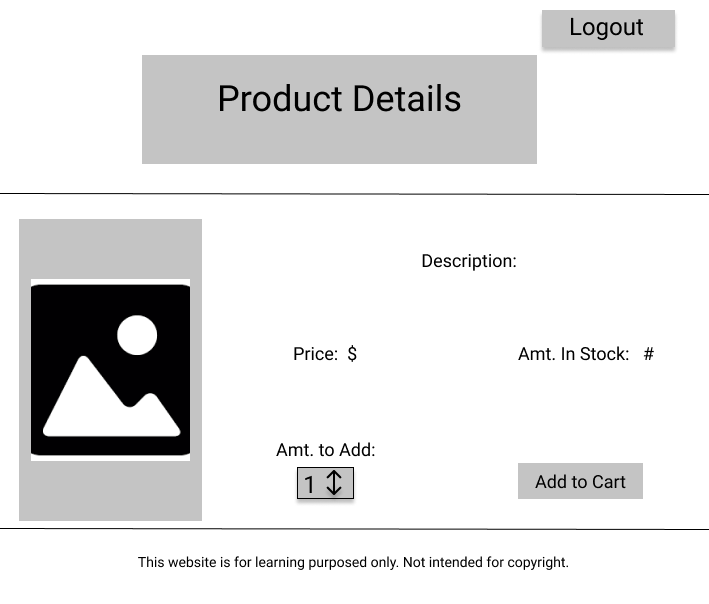 Logout
Product Details
Description:
Price: $
Amt. In Stock: #
Amt. to Add:
1
Add to Cart
This website is for learning purposed only. Not intended for copyright.